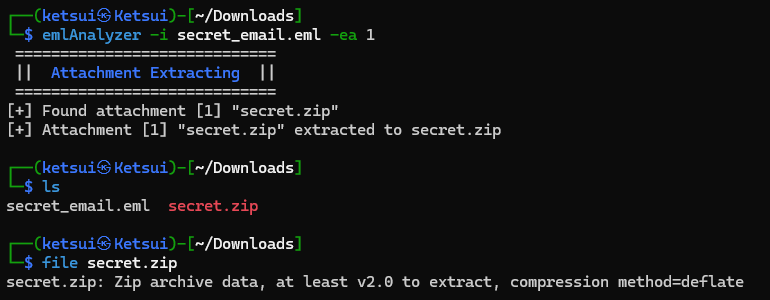 ┌──(ketsui㉿Ketsui)-[~/Downloads]
└─$ emlAnalyzer -i secret_email.eml -ea 1
============================
||  Attachment Extracting  ||
============================
[+] Found attachment [1] "secret.zip"
[+] Attachment [1] "secret.zip" extracted to secret.zip
┌──(ketsui㉿Ketsui)-[~/Downloads]
└─$ ls
secret_email.eml  secret.zip
┌──(ketsui㉿Ketsui)-[~/Downloads]
└─$ file secret.zip
secret.zip: Zip archive data, at least v2.0 to extract, compression method=deflate